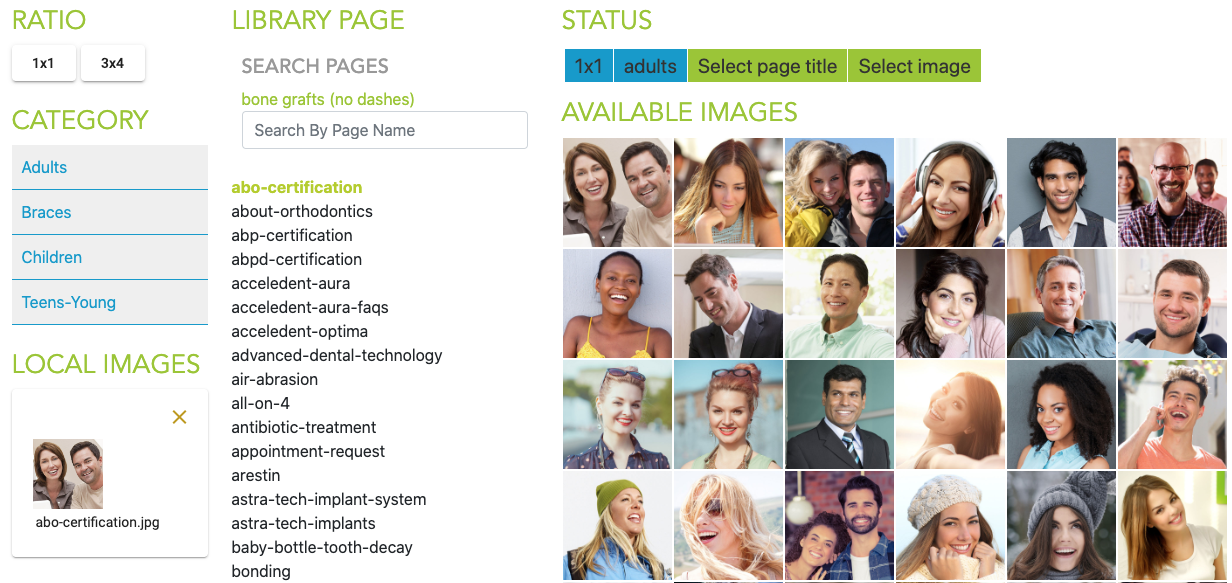 RATIO
1x1
3x4
CATEGORY
Adults
Braces
Children
Teens-Young
LOCAL IMAGES
abo-certification.jpg
LIBRARY PAGE
SEARCH PAGES
bone grafts (no dashes)
Search By Page Name
abo-certification
about-orthodontics
abp-certification
abpd-certification
acceledent-aura
acceledent-aura-faqs
acceledent-optima
advanced-dental-technology
air-abrasion
all-on-4
antibiotic-treatment
appointment-request
arestin
astra-tech-implant-system
astra-tech-implants
baby-bottle-tooth-decay
bonding
STATUS
1x1
adults
Select page title
Select image
AVAILABLE IMAGES